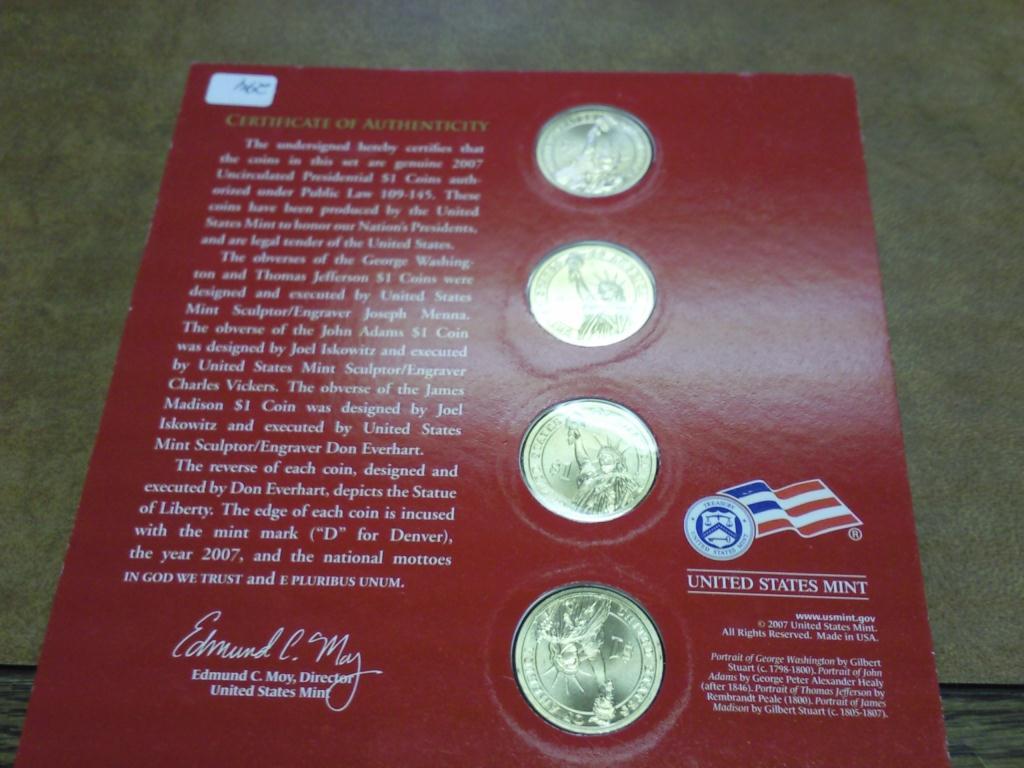 CERTIFICATE OF AUTHENTICITY
The undersigned hereby certifies that
the coins in this set are genuine 2007
Uncirculated Presidential $1 Coins auth-
orized under Public Law 109-145. These
coins have been produced by the United
States Mint to honor our Nation's Presidents,
and are legal tender of the United States.
The obverses of the George Washing-
ton and Thomas Jefferson $1 Coins were
designed and executed by United States
Mint Sculptor/Engraver Joseph Menna.
The obverse of the John Adams $1 Coin
was designed by Joel Iskowitz and executed
by United States Mint Sculptor/Engraver
Charles Vickers. The obverse of the James
Madison $1 Coin was designed by Joel
Iskowitz and executed by United States
Mint Sculptor/Engraver Don Everhart.
The reverse of each coin, designed and
executed by Don Everhart, depicts the Statue
of Liberty. The edge of each coin is incused
with the mint mark ("D" for Denver),
the year 2007, and the national mottoes
IN GOD WE TRUST and E PLURIBUS UNUM.
Edmund C. Moy
Edmund C. Moy, Director
United States Mint
$1
$1
UNITED STATES MINT
www.usmint.gov
© 2007 United States Mint.
All Rights Reserved. Made in USA.
Portrait of George Washington by Gilbert
Stuart (c. 1798-1800). Portrait of John
Adams by George Peter Alexander Healy
(after 1846). Portrait of Thomas Jefferson by
Rembrandt Peale (1800). Portrait of James
Madison by Gilbert Stuart (c. 1805-1807).